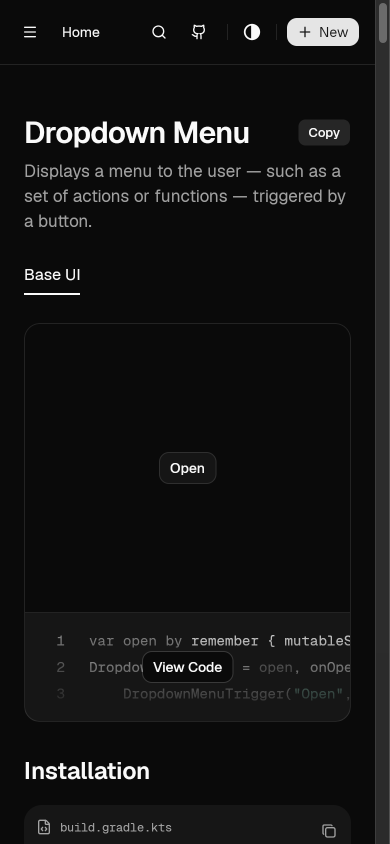 Home
New
Dropdown Menu
Copy
Displays a menu to the user — such as a
set of actions or functions — triggered by
a button.
Base UI
Open
1 var open by remember { mutableS
2 Dropdow = open, onOpe
View Code
3 DropdownMenuTrigger("Open",
Installation
build.gradle.kts